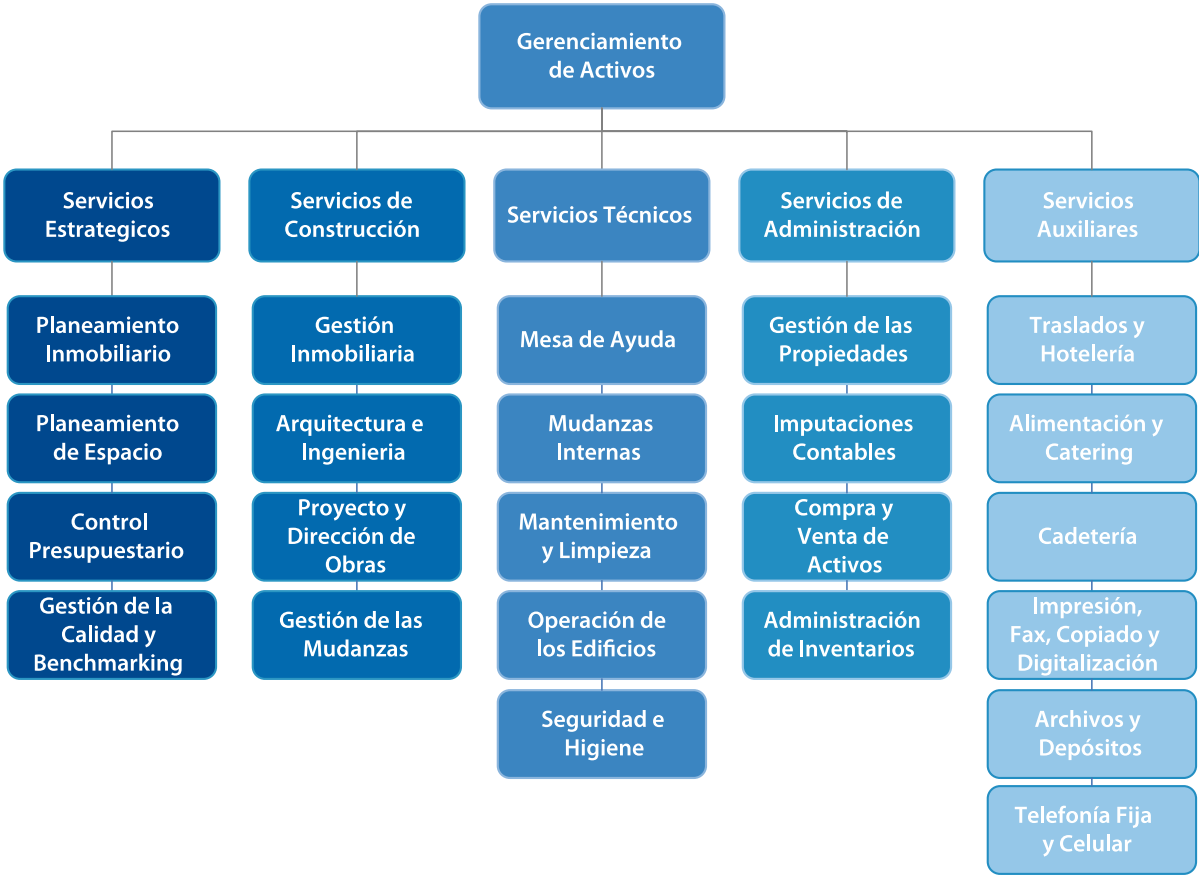 Gerenciamiento
de Activos
Servicios
Estrategicos
Servicios de
Construcción
Servicios Técnicos
Servicios de
Administración
Servicios
Auxiliares
Planeamiento
Inmobiliario
Planeamiento
de Espacio
Control
Presupuestario
Gestión de la
Calidad y
Benchmarking
Gestión
Inmobiliaria
Arquitectura e
Ingenieria
Proyecto y
Dirección de
Obras
Gestión de las
Mudanzas
Mesa de Ayuda
Mudanzas
Internas
Mantenimiento
y Limpieza
Operación de
los Edificios
Seguridad e
Higiene
Gestión de las
Propiedades
Imputaciones
Contables
Compra y
Venta de
Activos
Administración
de Inventarios
Traslados y
Hotelería
Alimentación y
Catering
Cadetería
Impresión,
Fax, Copiado y
Digitalización
Archivos y
Depósitos
Telefonía Fija
y Celular